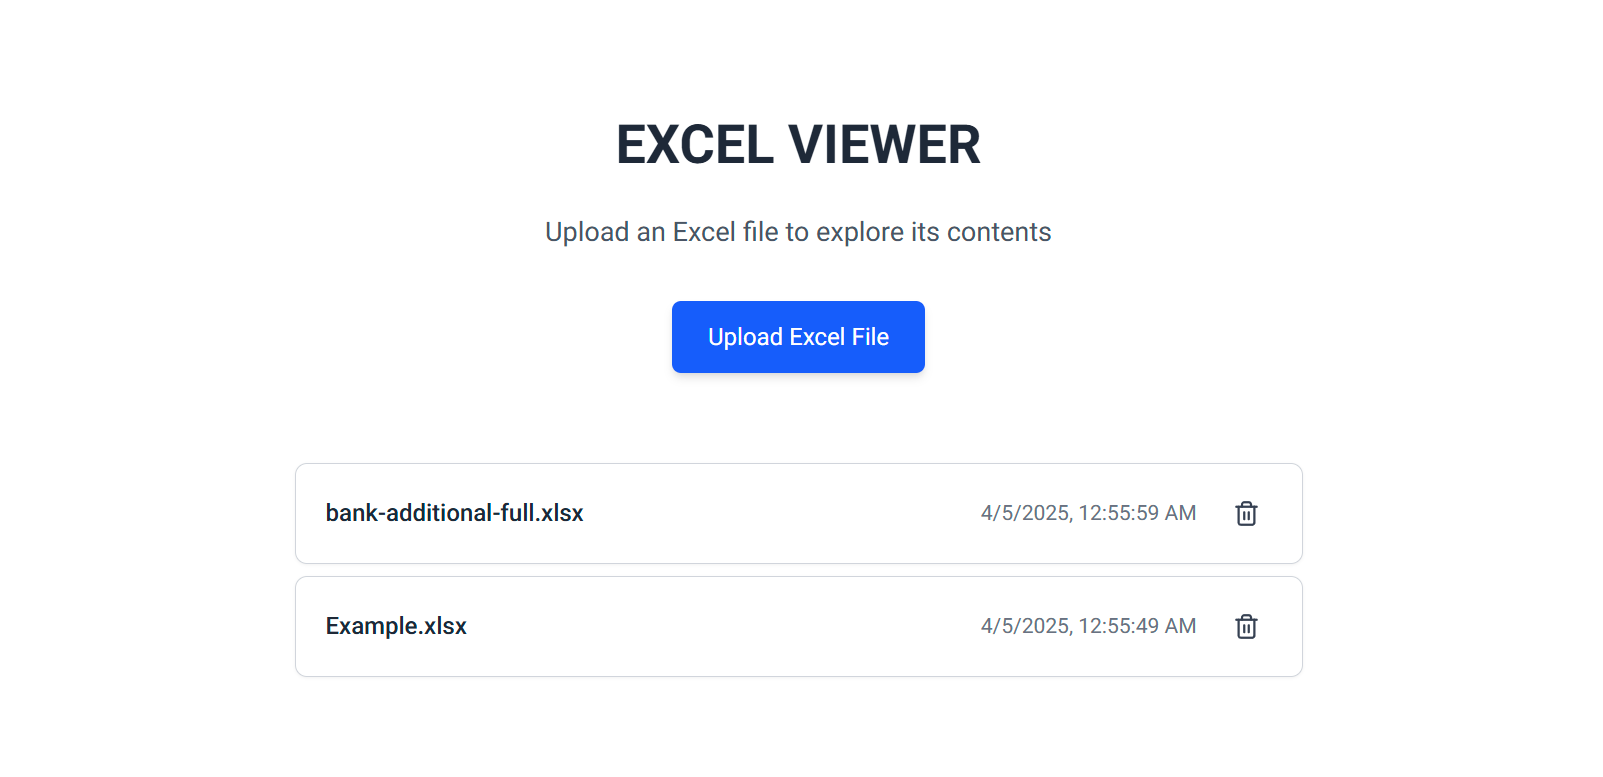 EXCEL VIEWER
Upload an Excel file to explore its contents
Upload Excel File
bank-additional-full.xlsx 4/5/2025, 12:55:59 AM
Example.xlsx 4/5/2025, 12:55:49 AM